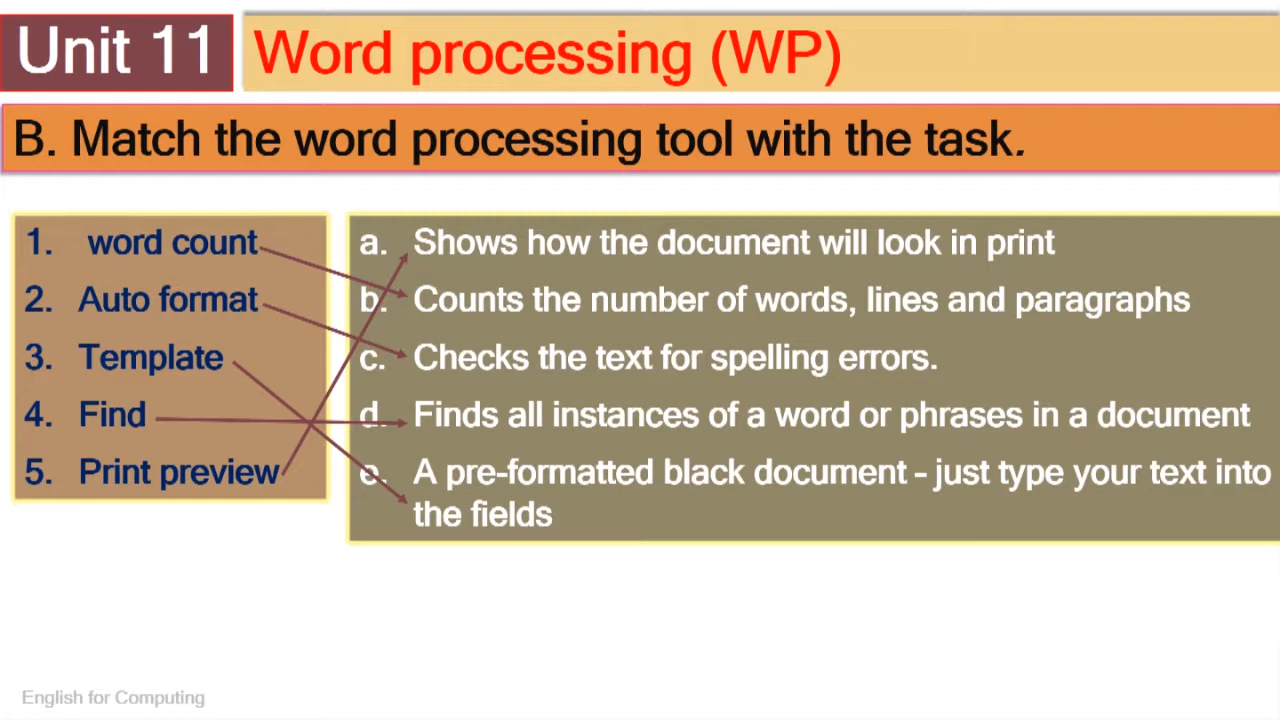 Unit 11
Word processing (WP)
B. Match the word processing tool with the task.
1. word count
2. Auto format
3. Template
4. Find
5. Print preview
a. Shows how the document will look in print
b. Counts the number of words, lines and paragraphs
c. Checks the text for spelling errors.
d. Finds all instances of a word or phrases in a document
e. A pre-formatted black document – just type your text into
the fields
English for Computing